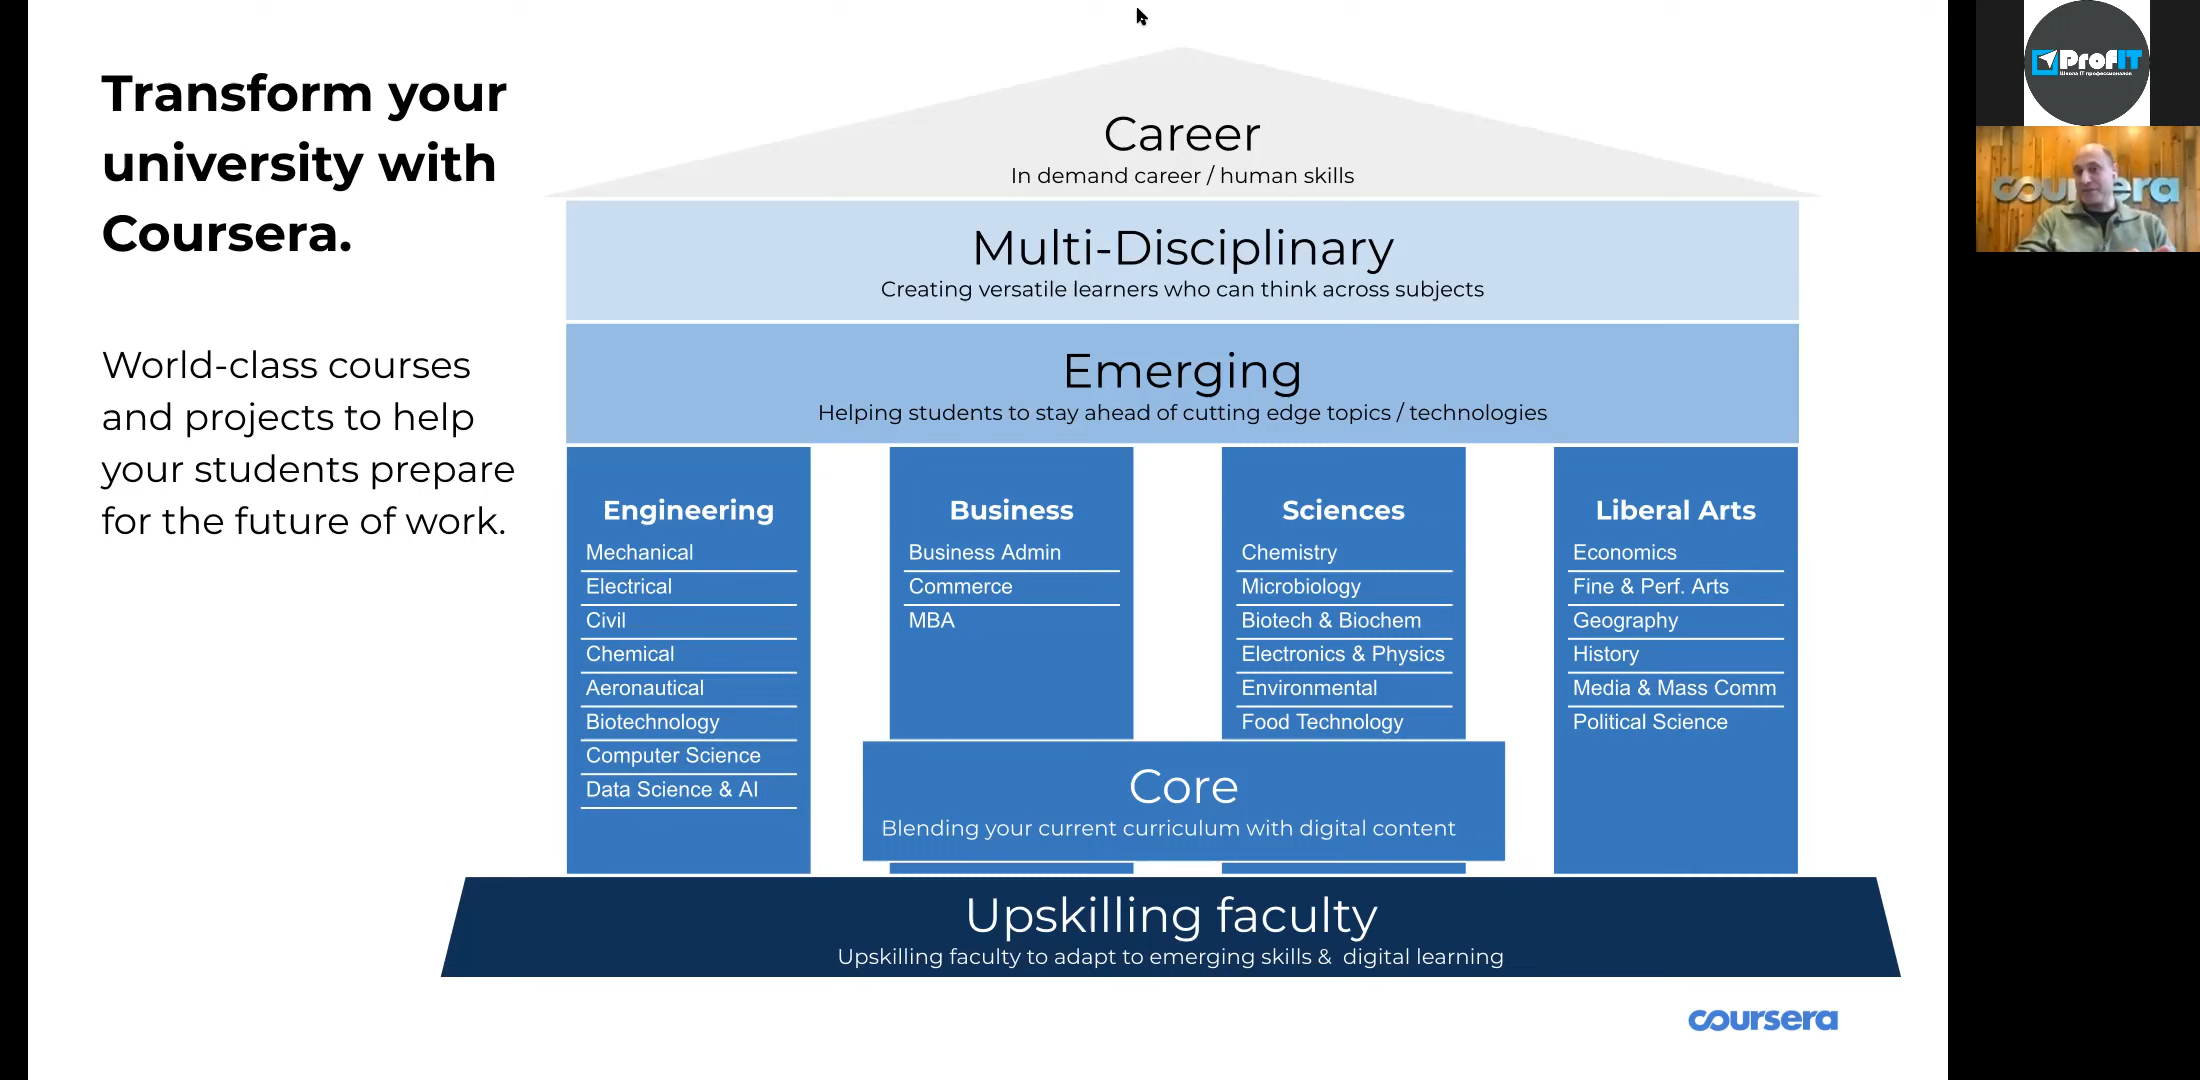 Transform your
university with
Coursera.
World-class courses
and projects to help
your students prepare
for the future of work.
Career
In demand career / human skills
Multi-Disciplinary
Creating versatile learners who can think across subjects
Emerging
Helping students to stay ahead of cutting edge topics / technologies
Engineering
Mechanical
Electrical
Civil
Chemical
Aeronautical
Biotechnology
Computer Science
Data Science & AI
Business
Business Admin
Commerce
MBA
Sciences
Chemistry
Microbiology
Biotech & Biochem
Electronics & Physics
Environmental
Food Technology
Liberal Arts
Economics
Fine & Perf. Arts
Geography
History
Media & Mass Comm
Political Science
Core
Blending your current curriculum with digital content
Upskilling faculty
Upskilling faculty to adapt to emerging skills & digital learning
coursera
ProfIT
Школа IT профессионалов